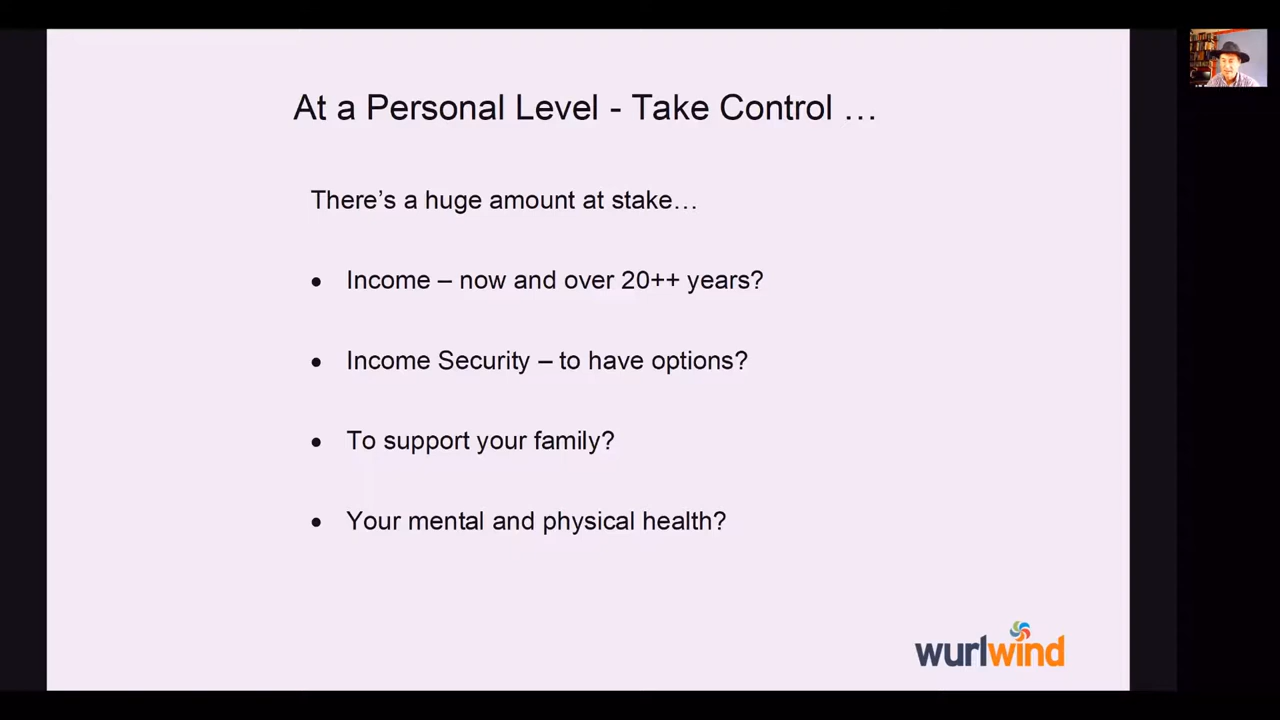 At a Personal Level - Take Control …
There’s a huge amount at stake…
• Income – now and over 20++ years?
• Income Security – to have options?
• To support your family?
• Your mental and physical health?
wurlwind